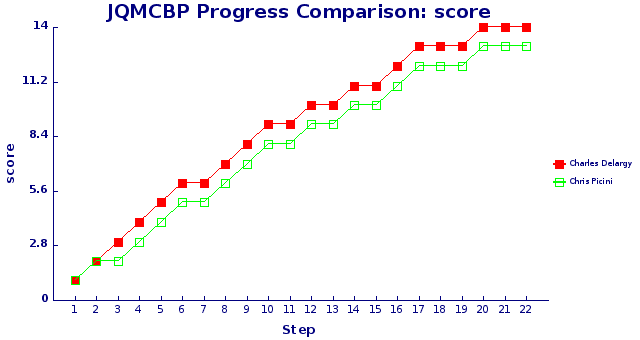 JQMCBP Progress Comparison: score
14
11.2
8.4
5.6
2.8
0
score
1 2 3 4 5 6 7 8 9 10 11 12 13 14 15 16 17 18 19 20 21 22
Step
Charles Delargy
Chris Picini